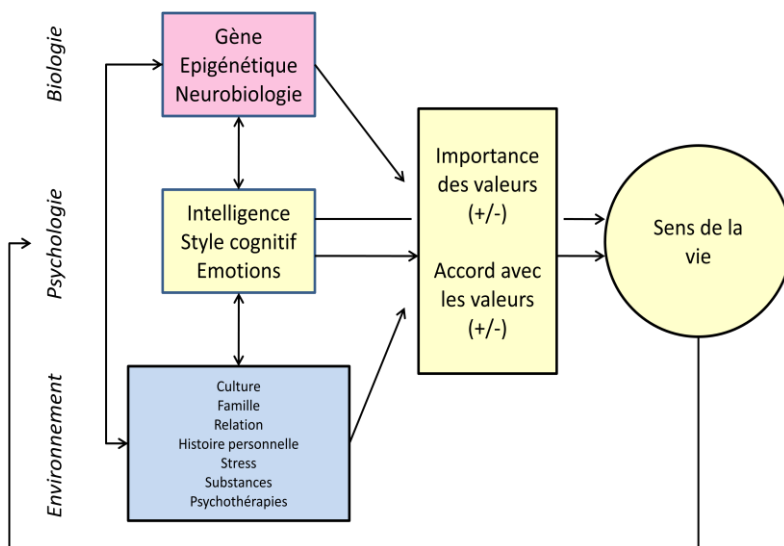 Biologie
Gène
Epigénétique
Neurobiologie
Psychologie
Intelligence
Style cognitif
Emotions
Environnement
Culture
Famille
Relation
Histoire personnelle
Stress
Substances
Psychothérapies
Importance
des valeurs
(+/-)
Accord avec
les valeurs
(+/-)
Sens de la
vie